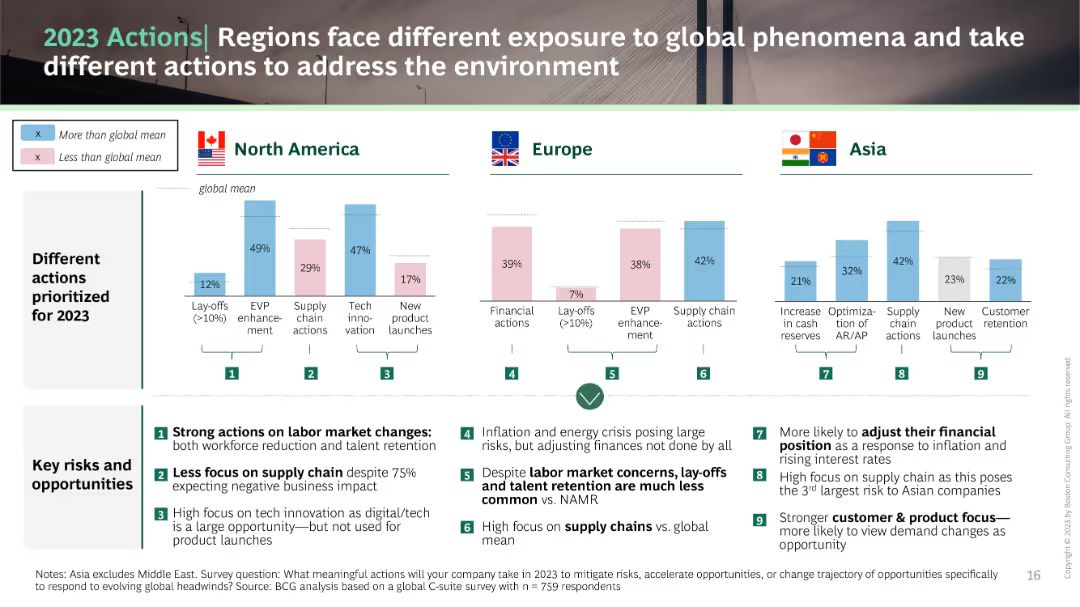 2023 Actions| Regions face different exposure to global phenomena and take
different actions to address the environment
x More than global mean
x Less than global mean
North America
Europe
Asia
global mean
Different
actions
prioritized
for 2023
12%
49%
29%
47%
17%
Lay-offs
(>10%)
EVP
enhance-
ment
Supply
chain
actions
Tech
inno-
vation
New
product
launches
1
2
3
39%
7%
38%
42%
Financial
actions
Lay-offs
(>10%)
EVP
enhance-
ment
Supply chain
actions
4
5
6
21%
32%
42%
23%
22%
Increase
in cash
reserves
Optimiza-
tion of
AR/AP
Supply
chain
actions
New
product
launches
Customer
retention
7
8
9
Key risks and
opportunities
1 Strong actions on labor market changes:
both workforce reduction and talent retention
2 Less focus on supply chain despite 75%
expecting negative business impact
3 High focus on tech innovation as digital/tech
is a large opportunity—but not used for
product launches
4 Inflation and energy crisis posing large
risks, but adjusting finances not done by all
5 Despite labor market concerns, lay-offs
and talent retention are much less
common vs. NAMR
6 High focus on supply chains vs. global
mean
7 More likely to adjust their financial
position as a response to inflation and
rising interest rates
8 High focus on supply chain as this poses
the 3rd largest risk to Asian companies
9 Stronger customer & product focus—
more likely to view demand changes as
opportunity
Notes: Asia excludes Middle East. Survey question: What meaningful actions will your company take in 2023 to mitigate risks, accelerate opportunities, or change trajectory of opportunities specifically
to respond to evolving global headwinds? Source: BCG analysis based on a global C-suite survey with n = 759 respondents
16
Copyright © 2023 by Boston Consulting Group. All rights reserved.